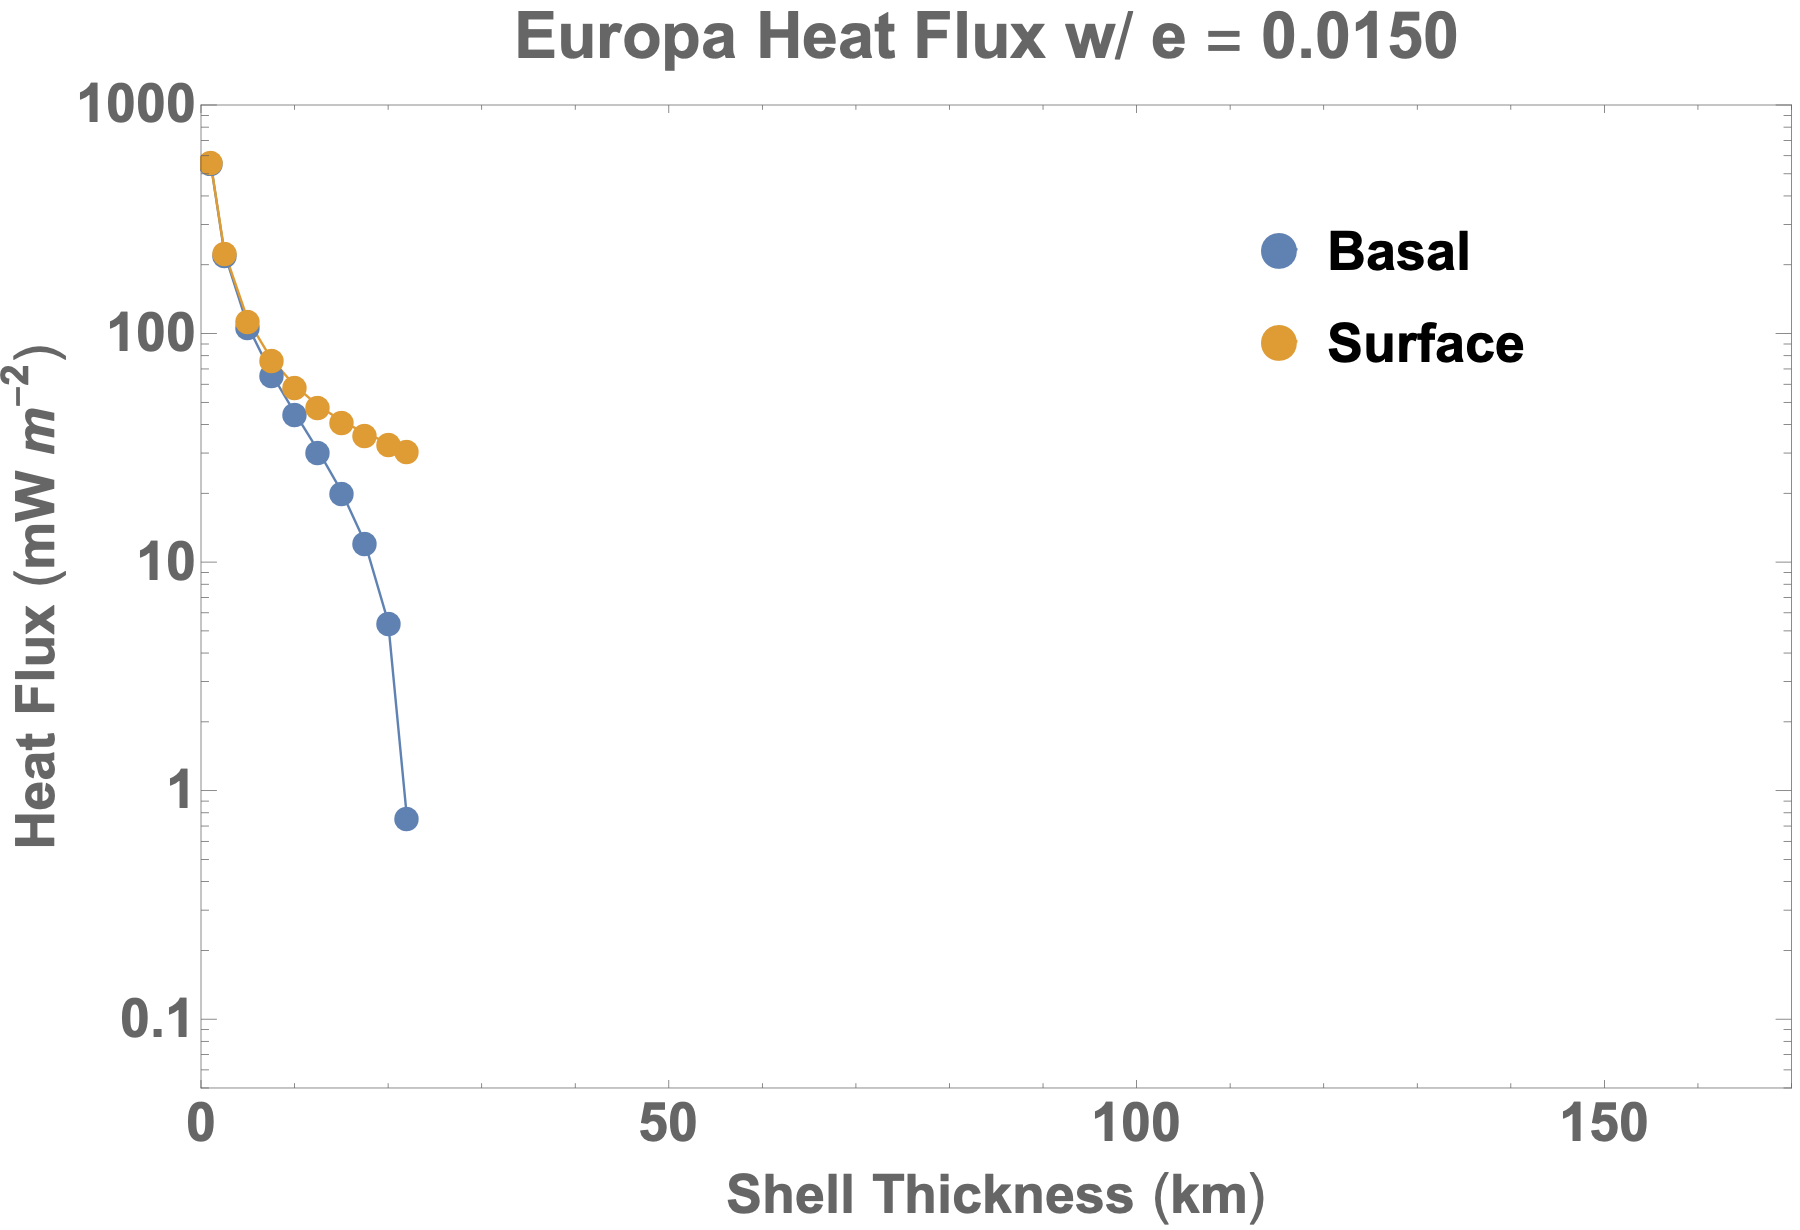 Europa Heat Flux w/ e = 0.0150
1000
100
10
1
0.1
Heat Flux (mW m⁻²)
Basal
Surface
0 50 100 150
Shell Thickness (km)